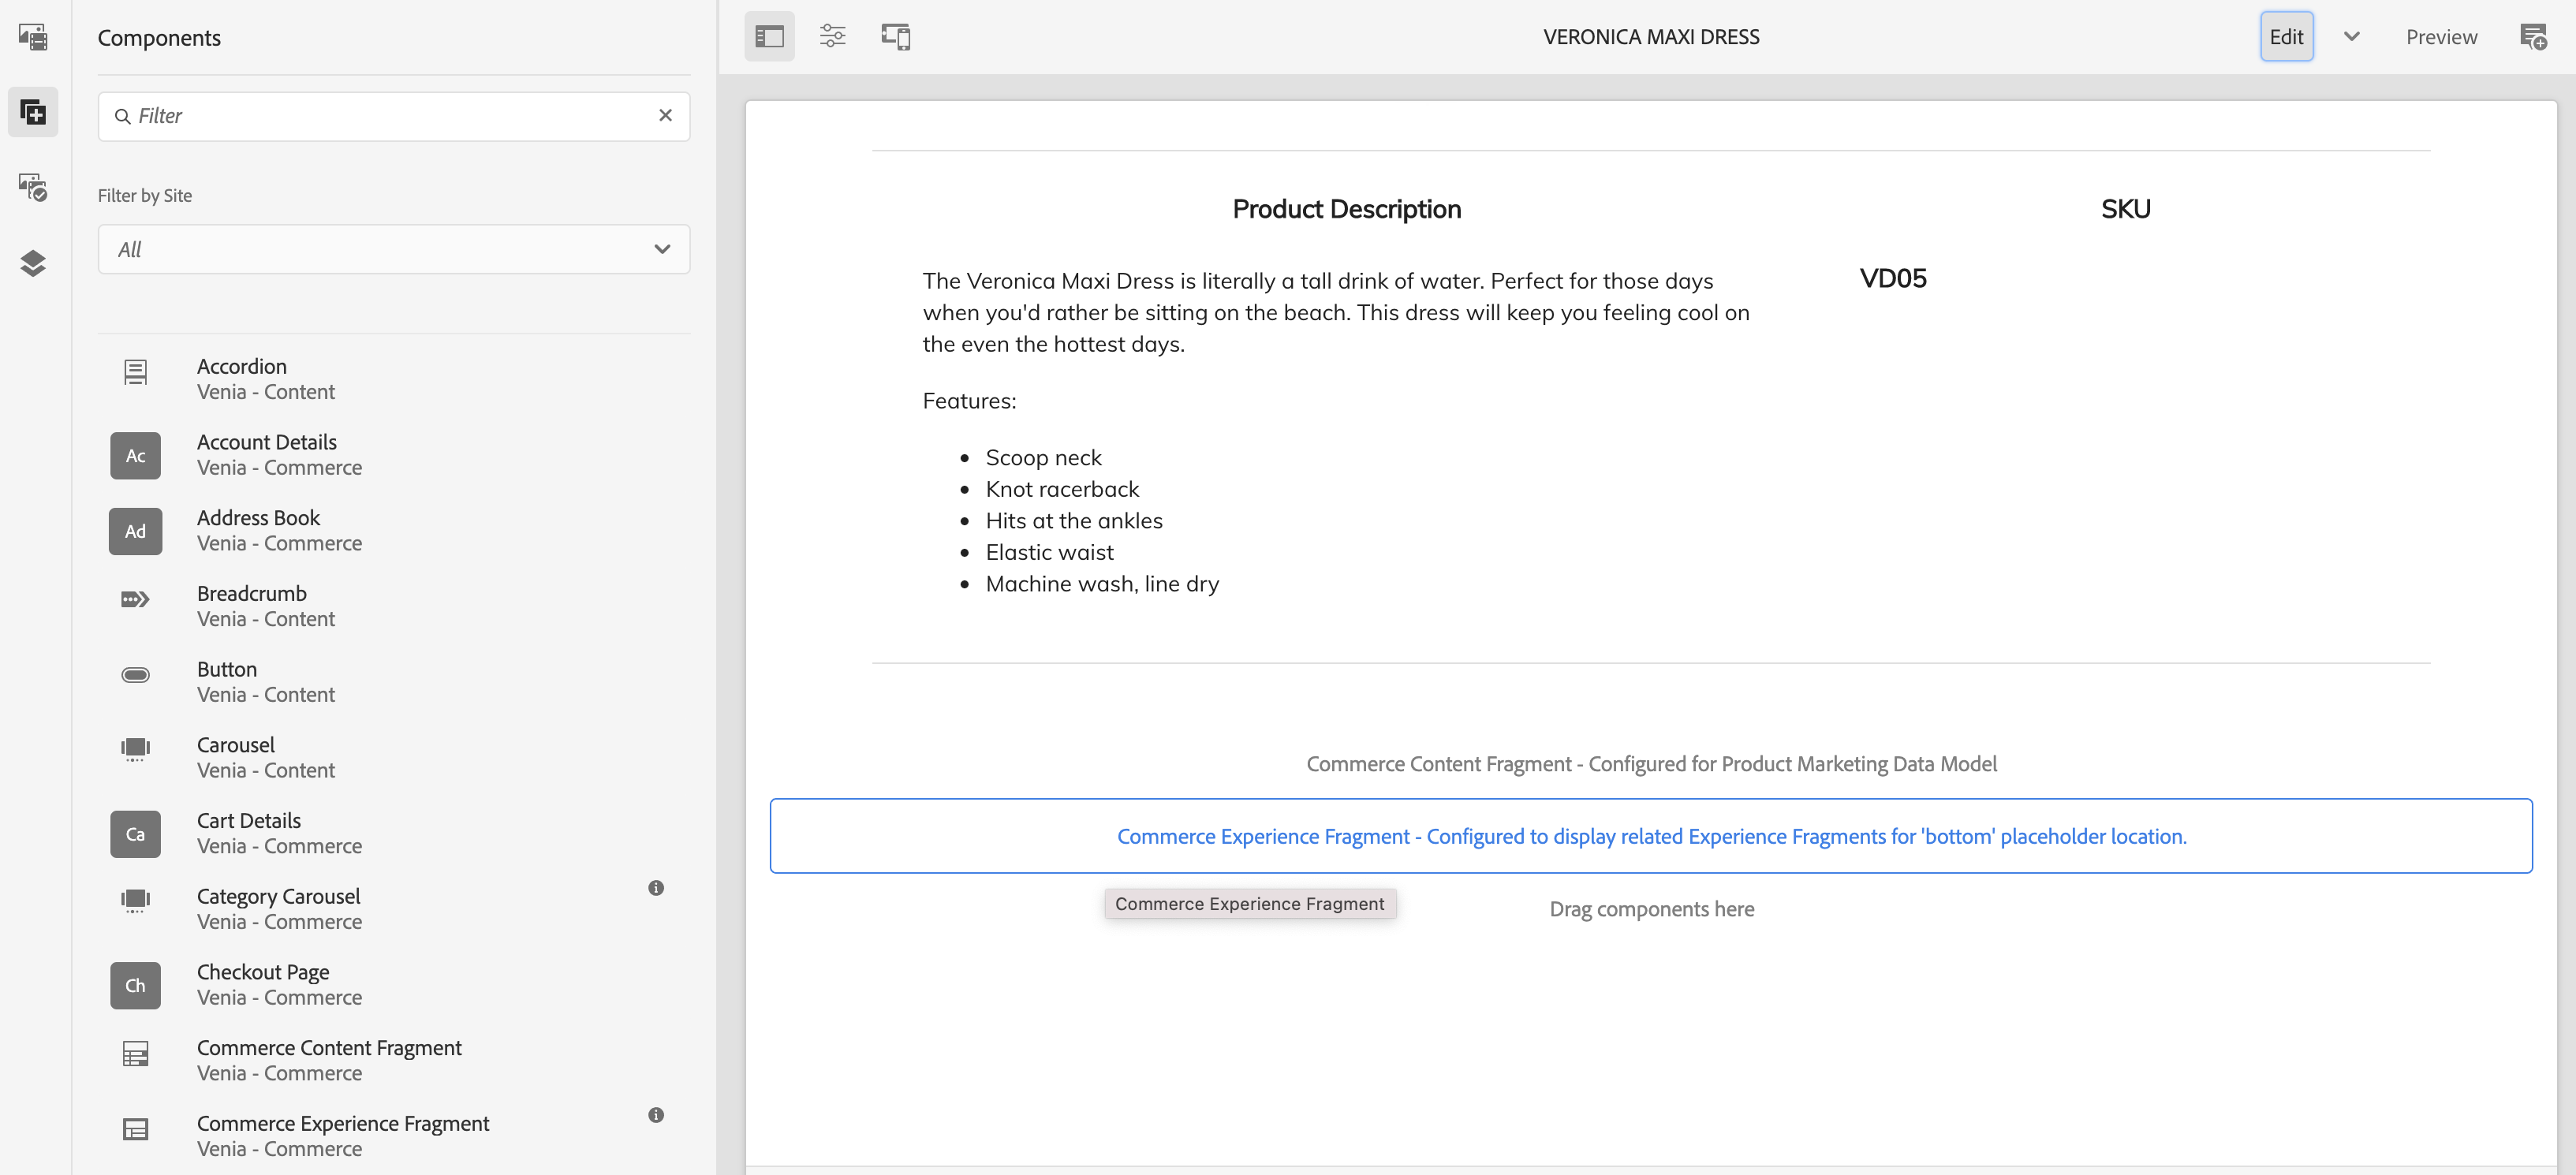 Components
Filter
Filter by Site
All
Accordion
Venia - Content
Ac
Account Details
Venia - Commerce
Ad
Address Book
Venia - Commerce
Breadcrumb
Venia - Content
Button
Venia - Content
Carousel
Venia - Content
Ca
Cart Details
Venia - Commerce
Category Carousel
Venia - Commerce
Ch
Checkout Page
Venia - Commerce
Commerce Content Fragment
Venia - Commerce
Commerce Experience Fragment
Venia - Commerce
VERONICA MAXI DRESS
Edit
Preview
Product Description
SKU
The Veronica Maxi Dress is literally a tall drink of water. Perfect for those days
when you'd rather be sitting on the beach. This dress will keep you feeling cool on
the even the hottest days.
VD05
Features:
• Scoop neck
• Knot racerback
• Hits at the ankles
• Elastic waist
• Machine wash, line dry
Commerce Content Fragment - Configured for Product Marketing Data Model
Commerce Experience Fragment - Configured to display related Experience Fragments for 'bottom' placeholder location.
Commerce Experience Fragment
Drag components here